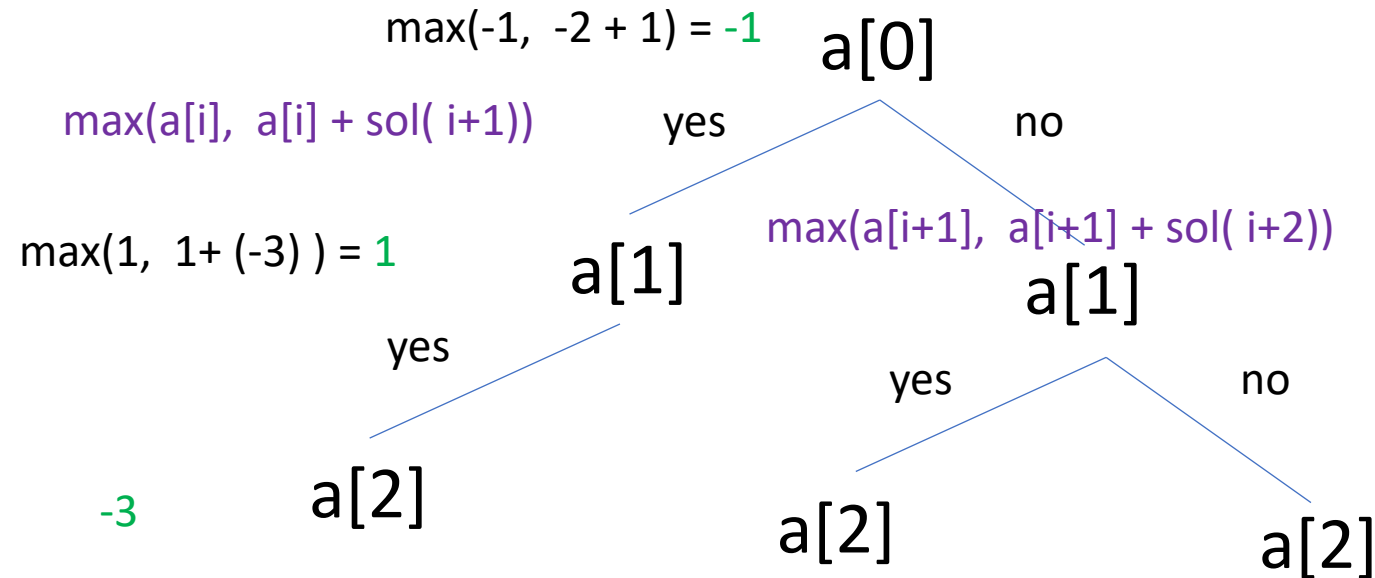 max(-1, -2 + 1) = -1
a[0]
max(a[i], a[i] + sol( i+1))
yes
no
max(a[i+1], a[i+1] + sol( i+2))
max(1, 1+ (-3) ) = 1
a[1]
a[1]
yes
yes
no
-3
a[2]
a[2]
a[2]